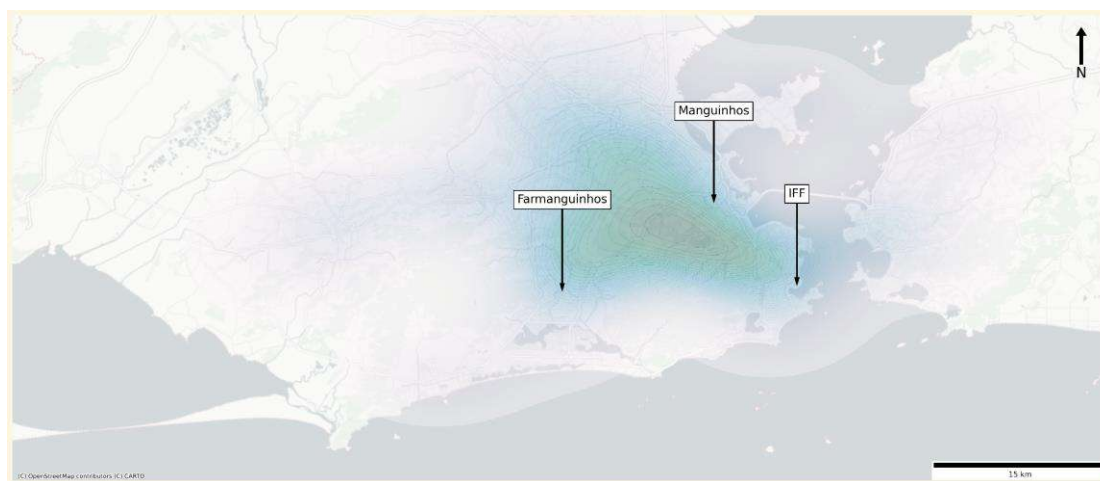 N
Manguinhos
IFF
Farmanguinhos
(C) OpenStreetMap contributors (C) CARTO
15 km